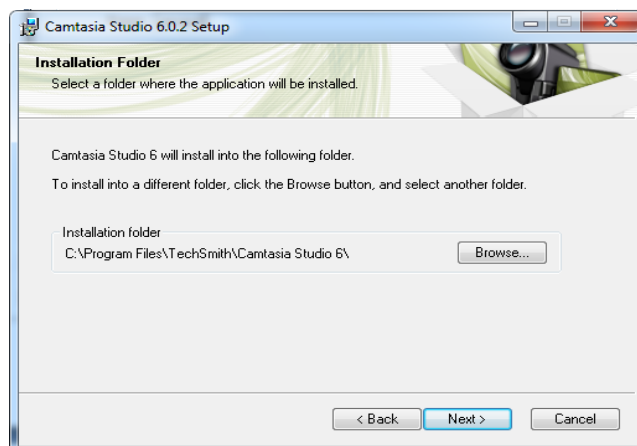 Camtasia Studio 6.0.2 Setup
Installation Folder
Select a folder where the application will be installed.
Camtasia Studio 6 will install into the following folder.
To install into a different folder, click the Browse button, and select another folder.
Installation folder
C:\Program Files\TechSmith\Camtasia Studio 6\
Browse...
< Back
Next >
Cancel